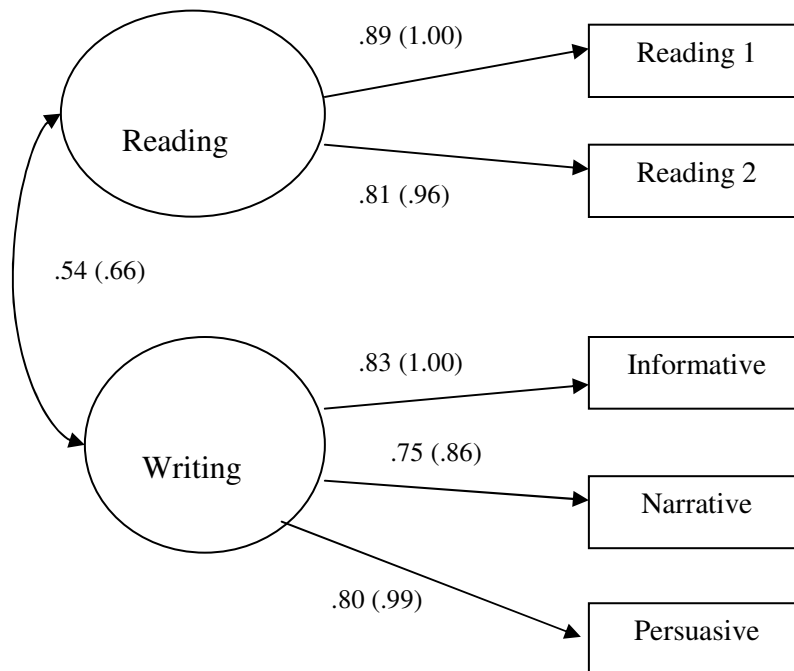 .89 (1.00)
Reading 1
Reading
Reading 2
.81 (.96)
.54 (.66)
.83 (1.00)
Informative
.75 (.86)
Writing
Narrative
.80 (.99)
Persuasive